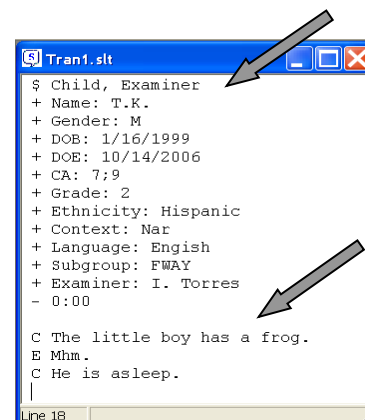 Tran1.slt
$ Child, Examiner
+ Name: T.K.
+ Gender: M
+ DOB: 1/16/1999
+ DOE: 10/14/2006
+ CA: 7;9
+ Grade: 2
+ Ethnicity: Hispanic
+ Context: Nar
+ Language: Engish
+ Subgroup: FWAY
+ Examiner: I. Torres
- 0:00
C The little boy has a frog.
E Mhm.
C He is asleep.
Line 18